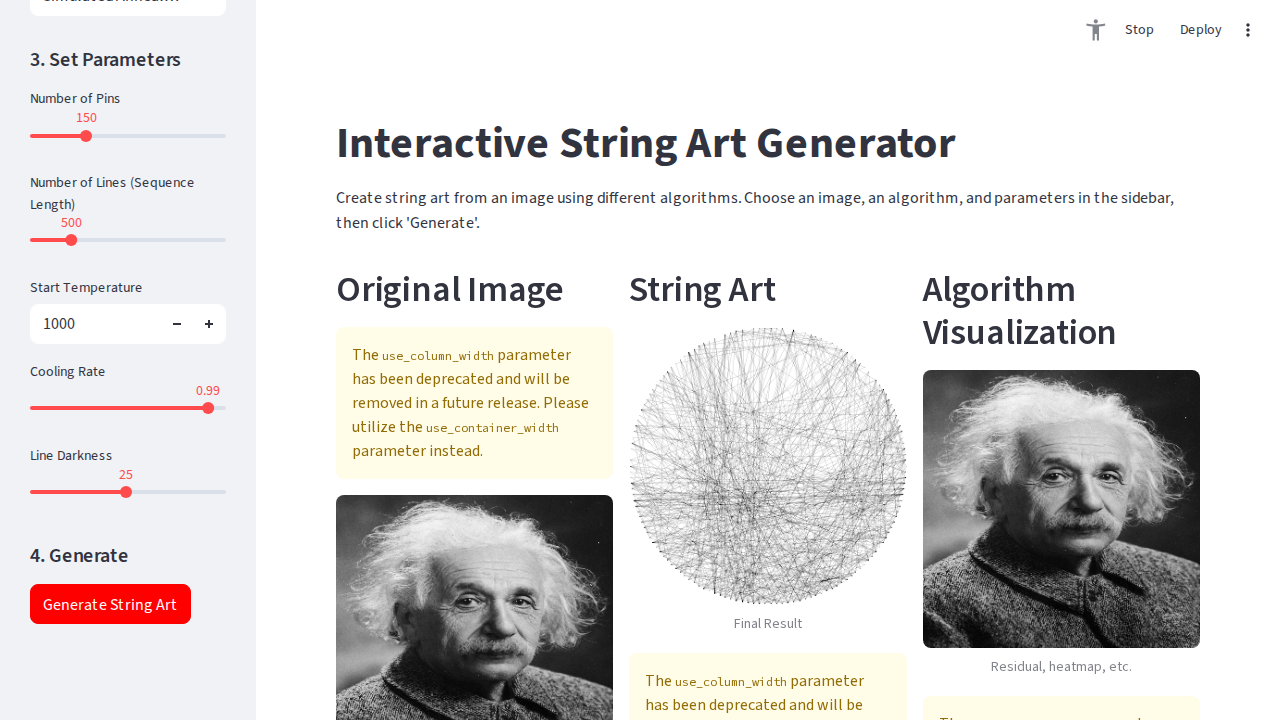 3. Set Parameters
Number of Pins
150
Number of Lines (Sequence
Length)
500
Start Temperature
1000
Cooling Rate
0.99
Line Darkness
25
4. Generate
Generate String Art
Stop
Deploy
Interactive String Art Generator
Create string art from an image using different algorithms. Choose an image, an algorithm, and parameters in the sidebar,
then click 'Generate'.
Original Image
The use_column_width parameter
has been deprecated and will be
removed in a future release. Please
utilize the use_container_width
parameter instead.
String Art
Final Result
The use_column_width parameter
has been deprecated and will be
Algorithm
Visualization
Residual, heatmap, etc.